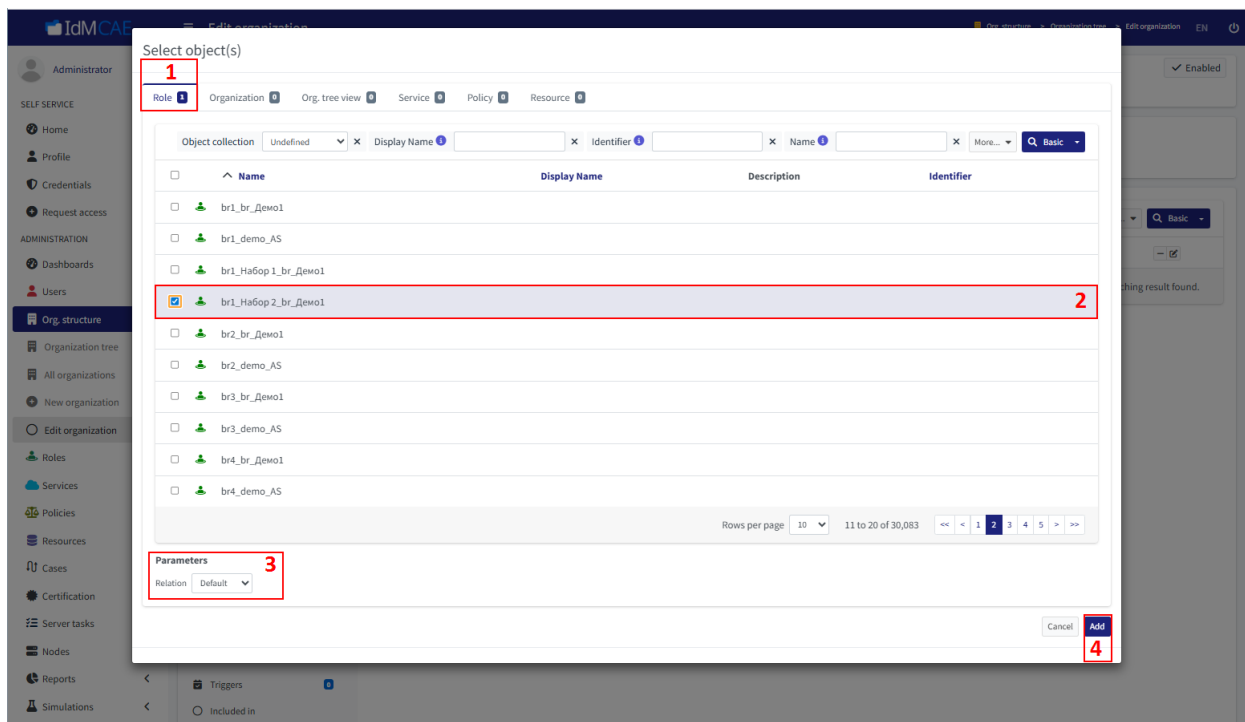 IdMCAE
Edit organization
Org. structure > Organization tree > Edit organization EN
Administrator
Enabled
SELF SERVICE
Home
Profile
Credentials
Request access
ADMINISTRATION
Dashboards
Users
Org. structure
Organization tree
All organizations
New organization
Edit organization
Roles
Services
Policies
Resources
Cases
Certification
Server tasks
Nodes
Reports
Simulations
Select object(s)
1
Role 1 Organization 0 Org. tree view 0 Service 0 Policy 0 Resource 0
Object collection Undefined × Display Name × Identifier × Name × More... Basic
Name Display Name Description Identifier
br1_br_Демо1
br1_demo_AS
br1_Набор 1_br_Демо1
br1_Набор 2_br_Демо1 2
br2_br_Демо1
br2_demo_AS
br3_br_Демо1
br3_demo_AS
br4_br_Демо1
br4_demo_AS
Rows per page 10 11 to 20 of 30,083 << < 1 2 3 4 5 > >>
Parameters 3
Relation Default
Cancel Add
4
Basic
result found.
Triggers 0
Included in